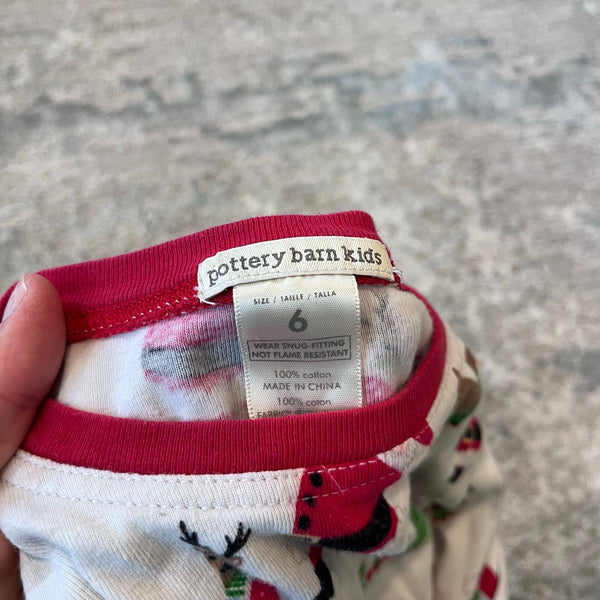 pottery barn kids
SIZE / TAILLE / TALLA
6
WEAR SNUG-FITTING
NOT FLAME RESISTANT
100% cotton
MADE IN CHINA
100% coton